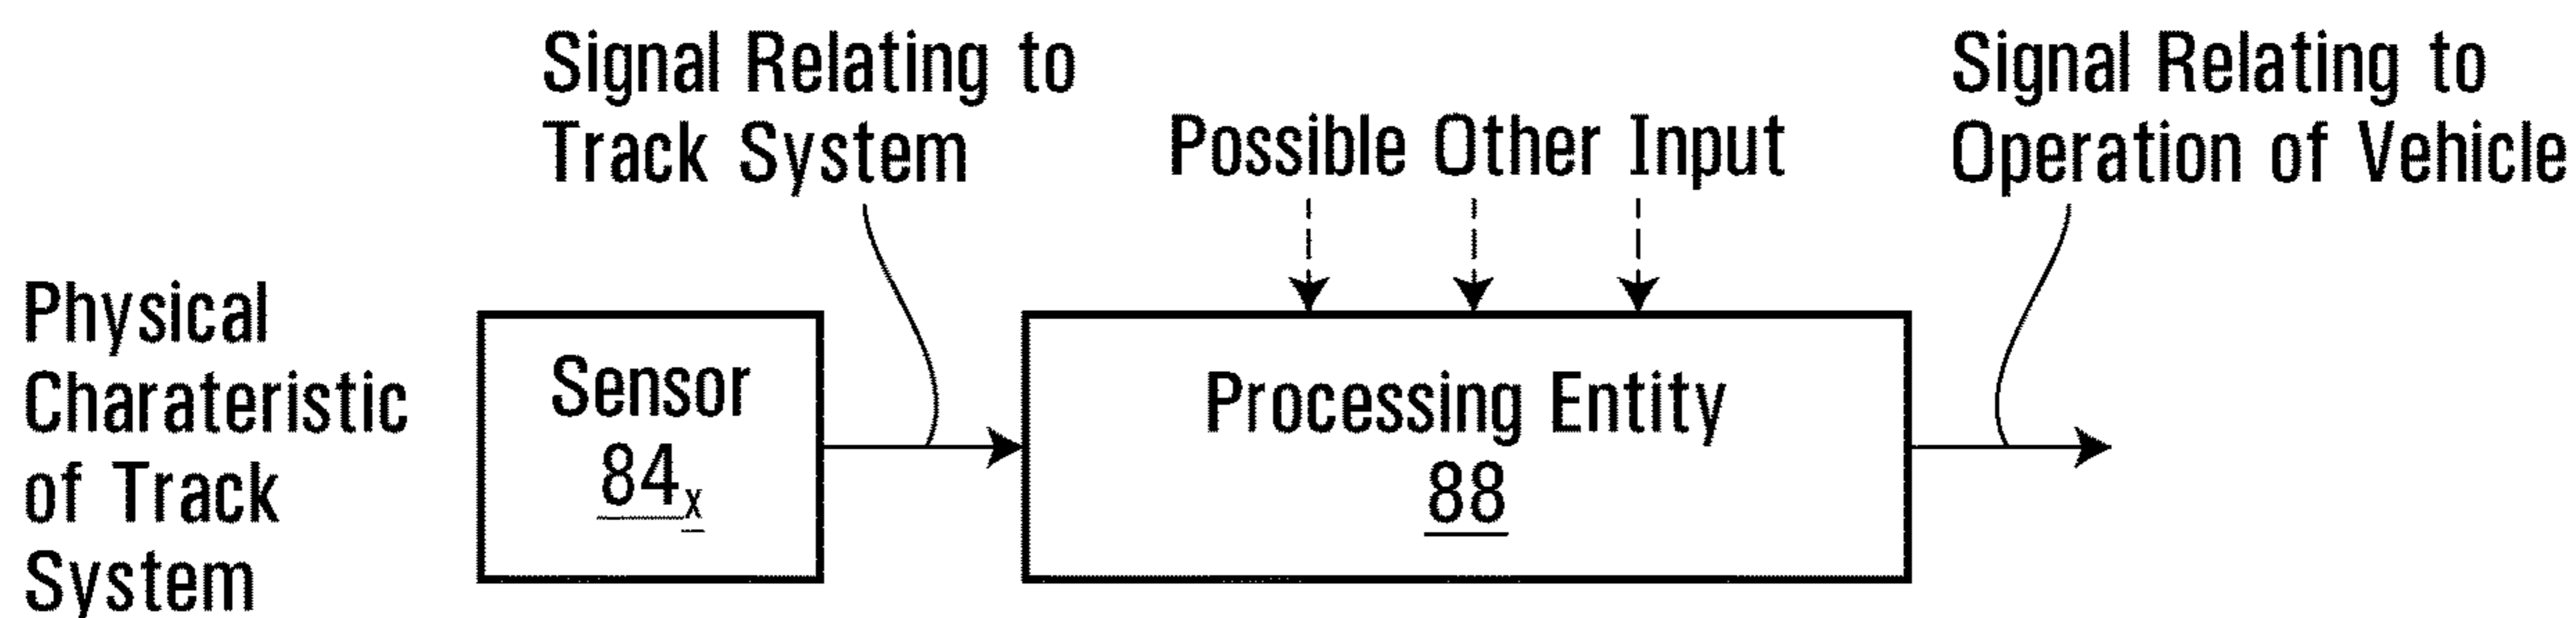 Signal Relating to
Track System
Possible Other Input
Signal Relating to
Operation of Vehicle
Physical
Charateristic
of Track
System
Sensor
84x
Processing Entity
88